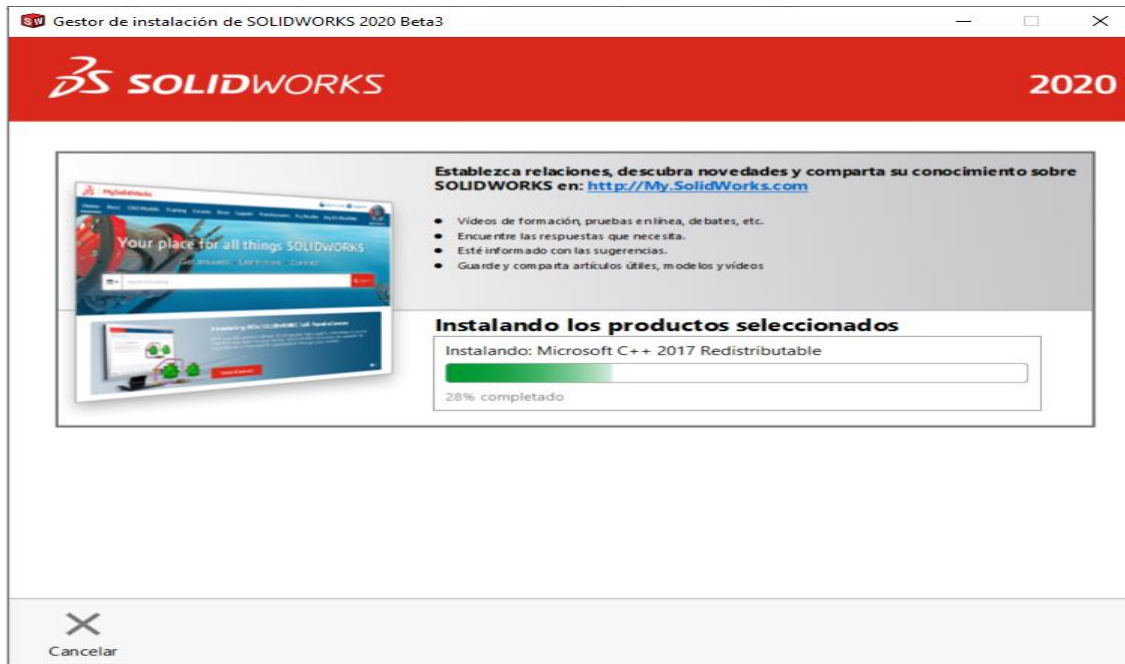 Gestor de instalación de SOLIDWORKS 2020 Beta3
SOLIDWORKS
2020
MySolidWorks
Your place for all things SOLIDWORKS
Establezca relaciones, descubra novedades y comparta su conocimiento sobre
SOLIDWORKS en: http://My.SolidWorks.com
● Vídeos de formación, pruebas en línea, debates, etc.
● Encuentre las respuestas que necesita.
● Esté informado con las sugerencias.
● Guarde y comparta artículos útiles, modelos y vídeos
Instalando los productos seleccionados
Instalando: Microsoft C++ 2017 Redistributable
28% completado
Cancelar